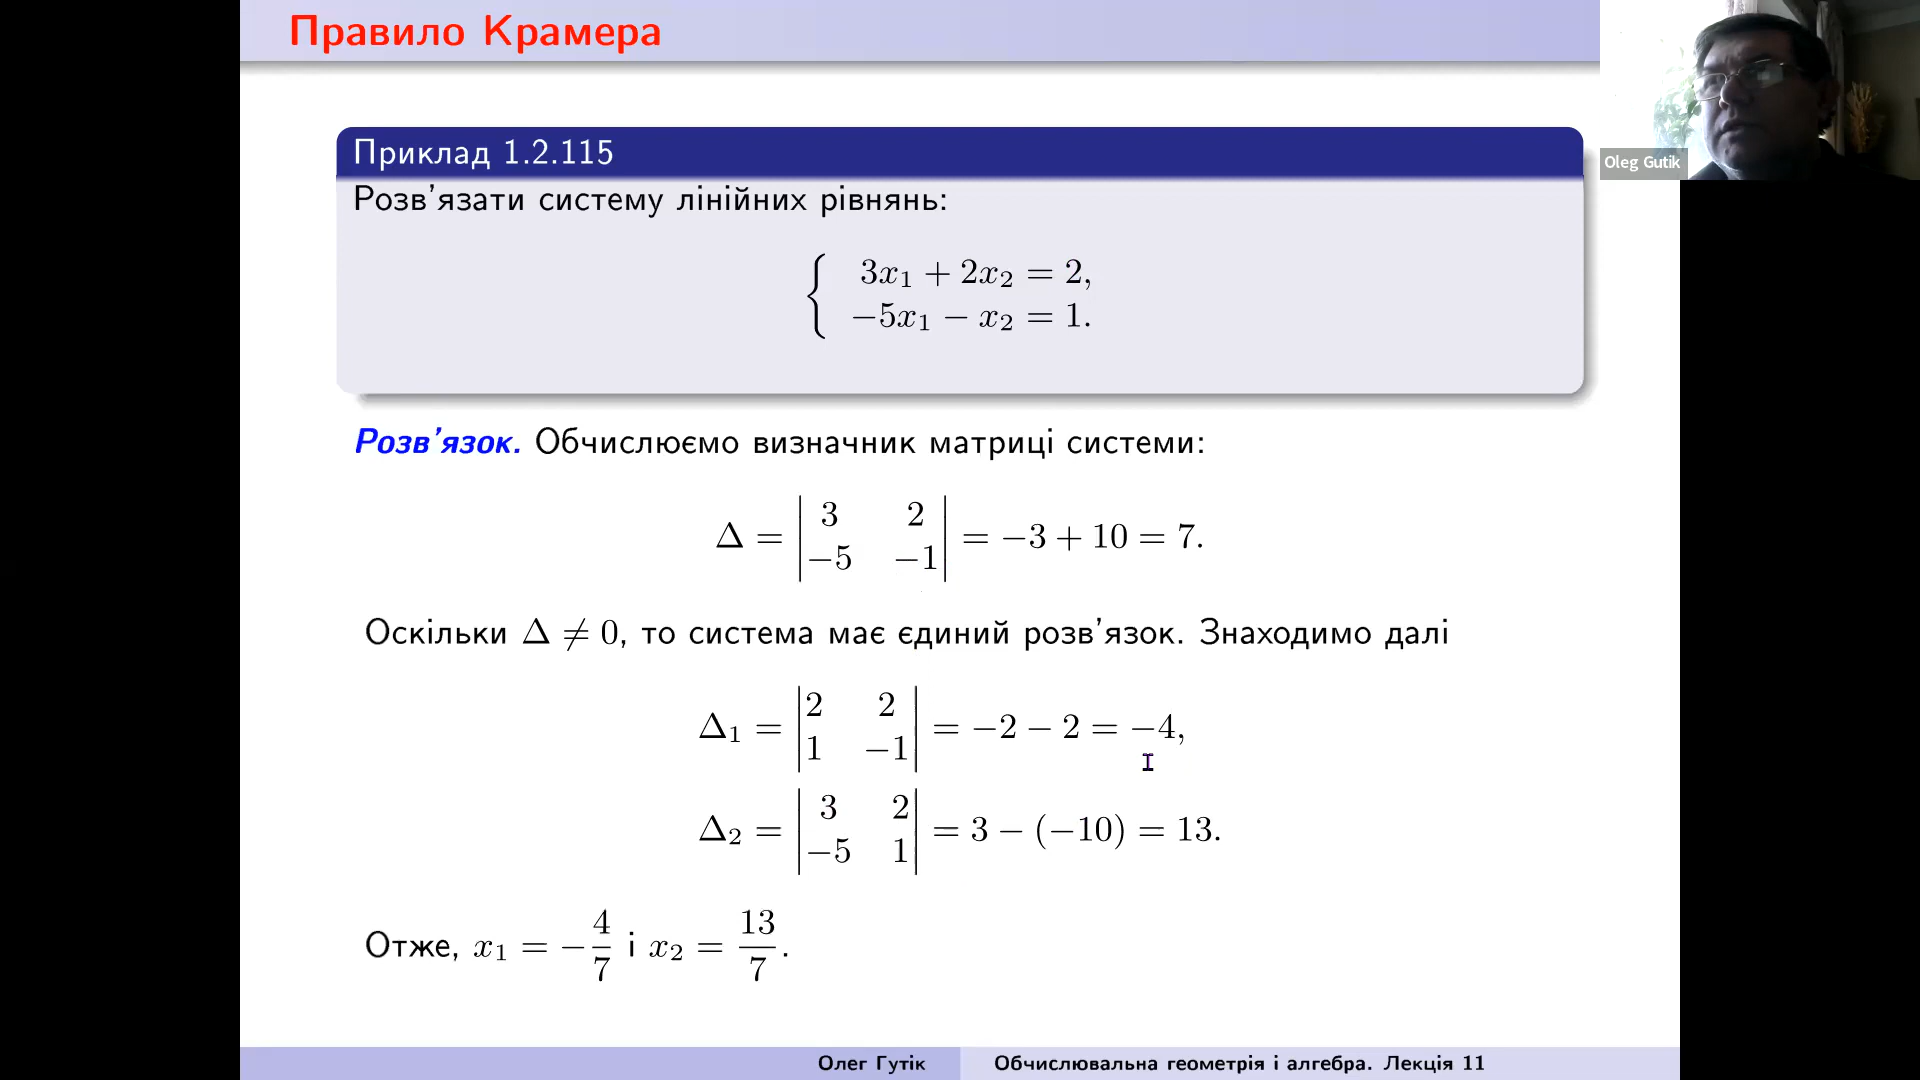 Правило Крамера
Oleg Gutik
Приклад 1.2.115
Розв'язати систему лінійних рівнянь:
3x₁ + 2x₂ = 2,
−5x₁ − x₂ = 1.
Розв'язок. Обчислюємо визначник матриці системи:
Δ = |3 2; −5 −1| = −3 + 10 = 7.
Оскільки Δ ≠ 0, то система має єдиний розв'язок. Знаходимо далі
Δ₁ = |2 2; 1 −1| = −2 − 2 = −4,
Δ₂ = |3 2; −5 1| = 3 − (−10) = 13.
Отже, x₁ = −4/7 і x₂ = 13/7.
Олег Гутік Обчислювальна геометрія і алгебра. Лекція 11